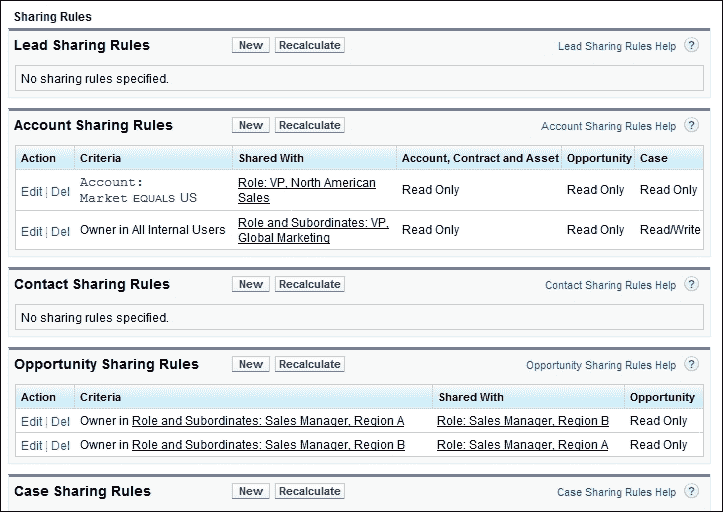 Sharing Rules
Lead Sharing Rules New Recalculate Lead Sharing Rules Help ?
No sharing rules specified.
Account Sharing Rules New Recalculate Account Sharing Rules Help ?
Action Criteria Shared With Account, Contract and Asset Opportunity Case
Edit | Del Account: Market EQUALS US Role: VP, North American Sales Read Only Read Only Read Only
Edit | Del Owner in All Internal Users Role and Subordinates: VP, Global Marketing Read Only Read Only Read/Write
Contact Sharing Rules New Recalculate Contact Sharing Rules Help ?
No sharing rules specified.
Opportunity Sharing Rules New Recalculate Opportunity Sharing Rules Help ?
Action Criteria Shared With Opportunity
Edit | Del Owner in Role and Subordinates: Sales Manager, Region A Role: Sales Manager, Region B Read Only
Edit | Del Owner in Role and Subordinates: Sales Manager, Region B Role: Sales Manager, Region A Read Only
Case Sharing Rules New Recalculate Case Sharing Rules Help ?